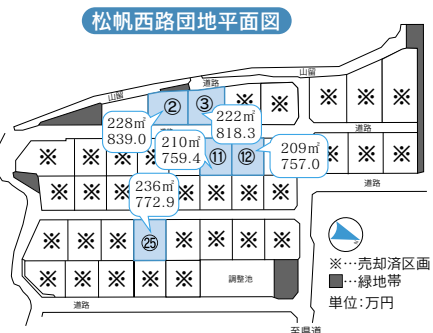 松帆西路団地平面図
山留
道路
山留
② ③ ※ ※
※ ※ ※
228㎡
839.0
222㎡
818.3
道路
※ ※ ※
210㎡
759.4
209㎡
757.0
※ ※ ※ ※ ⑪ ⑫ ※ ※
236㎡
772.9
道路
※ ※ ※ ※ ※ ※ ※
※ ※ ※ ㉕ ※ ※ ※ ※
※ ※ ※ ※ ※
調整池
道路
至県道
※…売却済区画
■…緑地帯
単位:万円